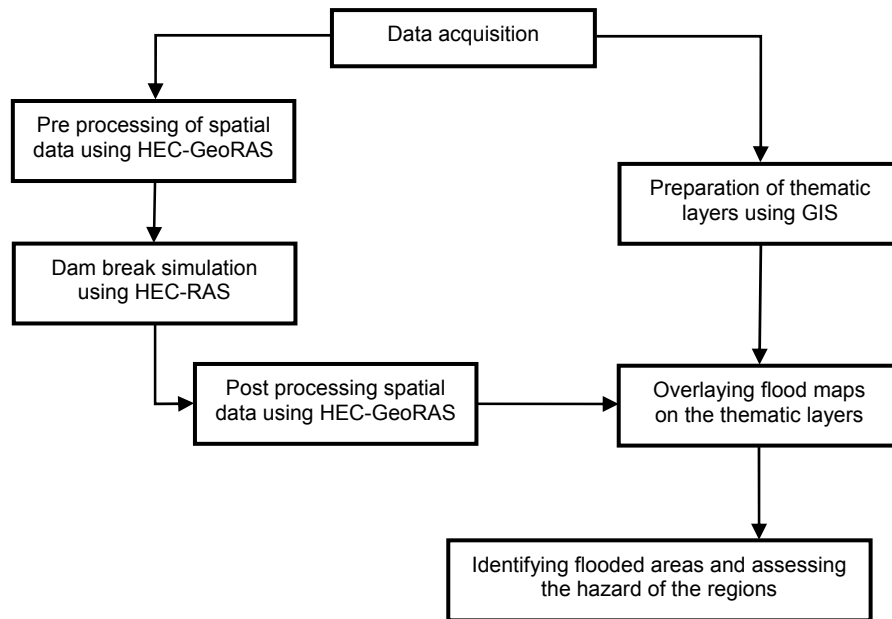 Data acquisition
Pre processing of spatial
data using HEC-GeoRAS
Preparation of thematic
layers using GIS
Dam break simulation
using HEC-RAS
Post processing spatial
data using HEC-GeoRAS
Overlaying flood maps
on the thematic layers
Identifying flooded areas and assessing
the hazard of the regions